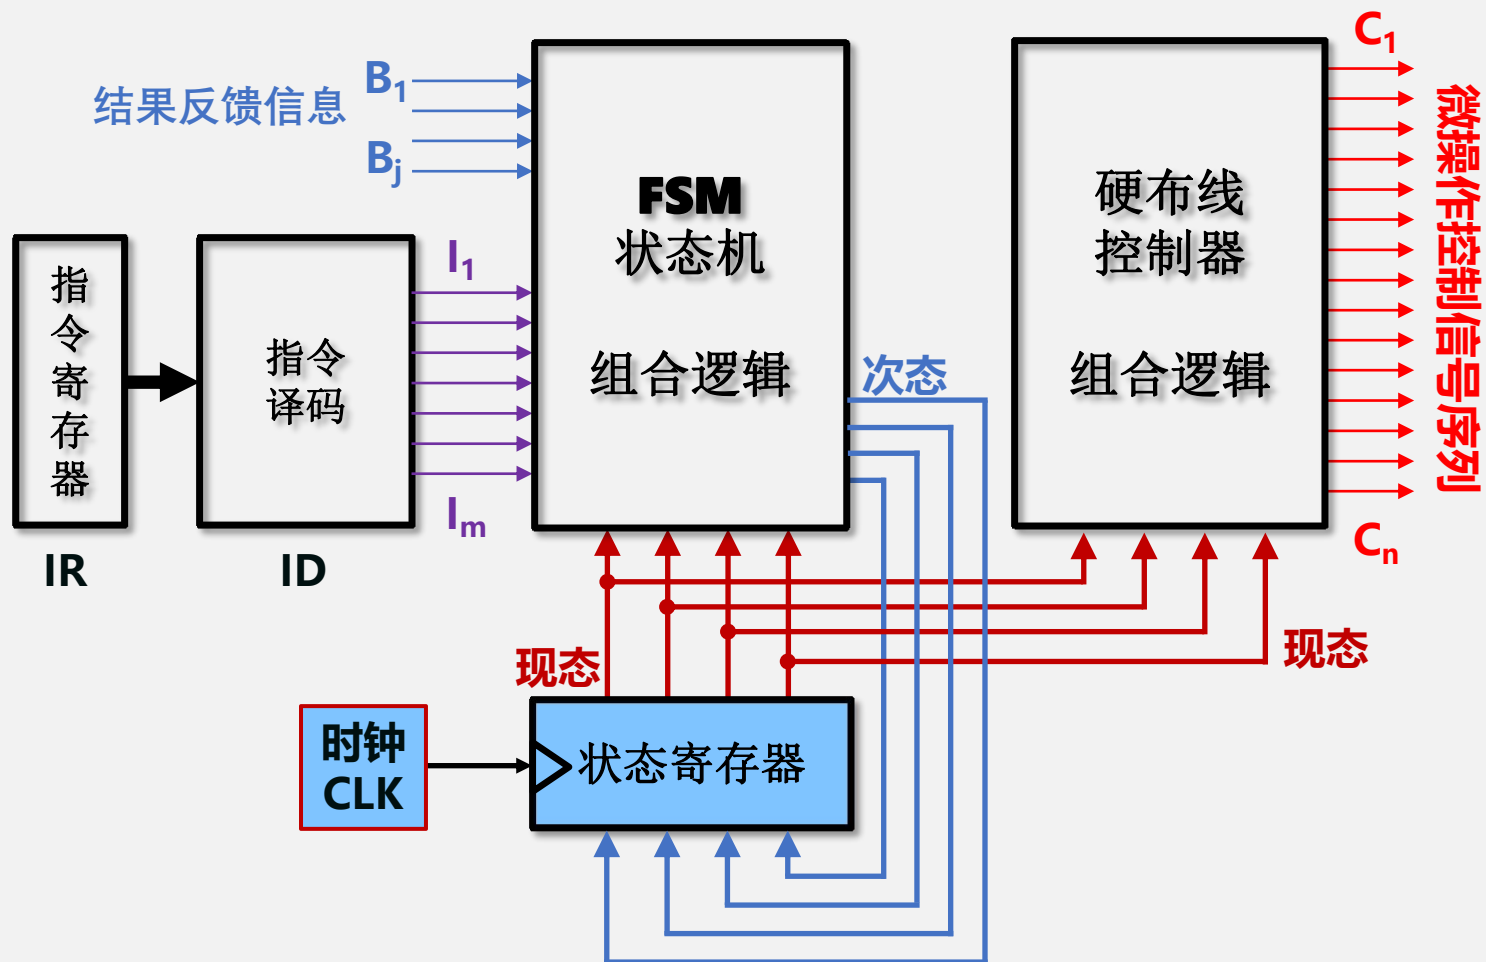 C1
B1
结果反馈信息
Bj
FSM
状态机
组合逻辑
硬布线
控制器
组合逻辑
微操作控制信号序列
指令寄存器
指令
译码
I1
Im
IR
ID
次态
Cn
现态
现态
时钟
CLK
状态寄存器